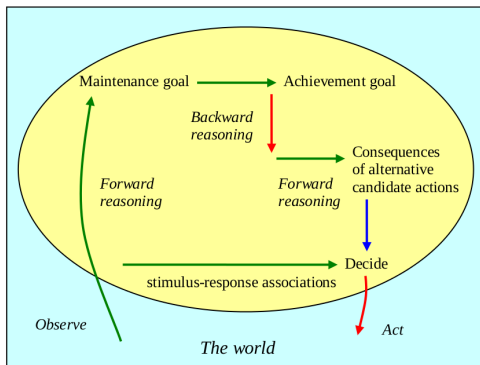 Maintenance goal
Achievement goal
Backward
reasoning
Forward
reasoning
Forward
reasoning
Consequences
of alternative
candidate actions
stimulus-response associations
Decide
Observe
Act
The world